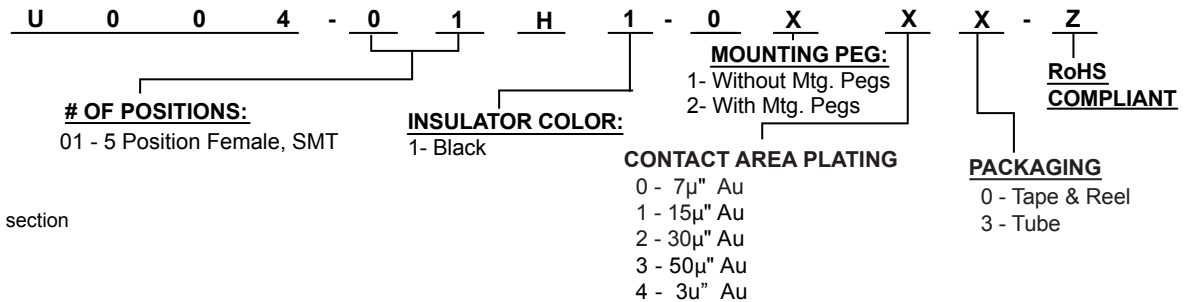 U 0 0 4 - 0 1 H 1 - 0 X X X - Z
# OF POSITIONS:
01 - 5 Position Female, SMT
INSULATOR COLOR:
1- Black
MOUNTING PEG:
1- Without Mtg. Pegs
2- With Mtg. Pegs
CONTACT AREA PLATING
0 - 7µ" Au
1 - 15µ" Au
2 - 30µ" Au
3 - 50µ" Au
4 - 3u” Au
PACKAGING
0 - Tape & Reel
3 - Tube
RoHS
COMPLIANT
section